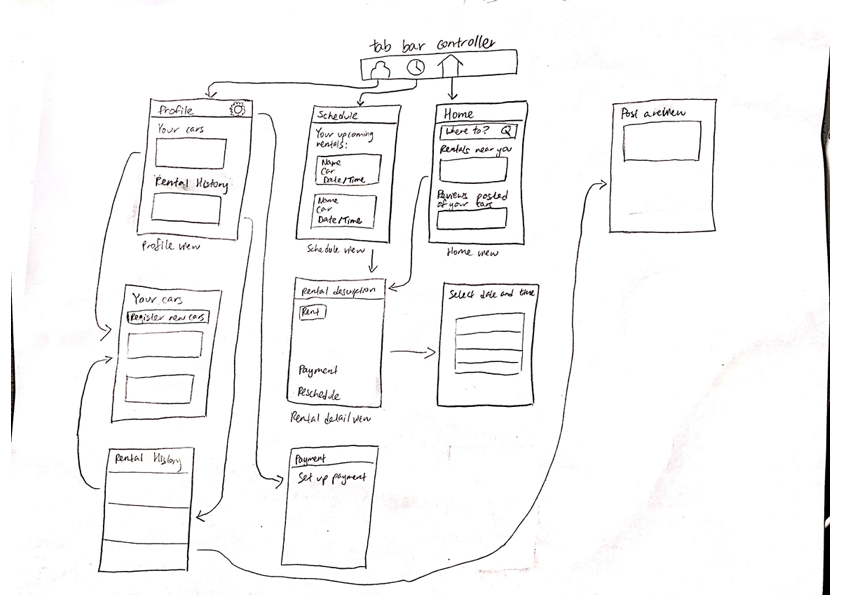 tab bar controller
Profile
Your cars
Rental History
Profile view
Schedule
Your upcoming
rentals:
Name
Car
Date/Time
Name
Car
Date/Time
Schedule view
Home
Where to?
Rentals near you
Reviews posted
of your cars
Home view
Post a review
Your cars
Register new cars
Rental description
Rent
Payment
Reschedule
Rental detail view
Select date and time
Rental History
Payment
Set up payment